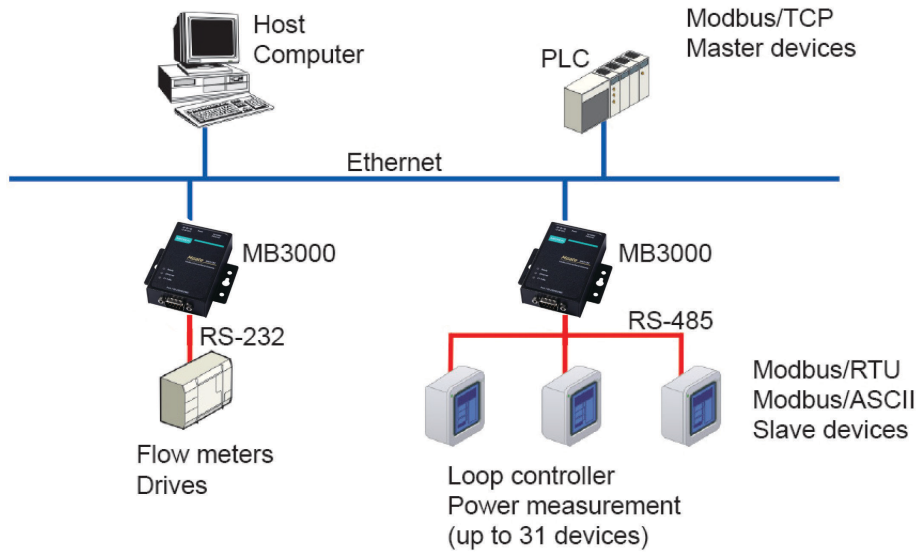 Host
Computer
PLC
Modbus/TCP
Master devices
Ethernet
MB3000
MB3000
RS-232
RS-485
Flow meters
Drives
Loop controller
Power measurement
(up to 31 devices)
Modbus/RTU
Modbus/ASCII
Slave devices